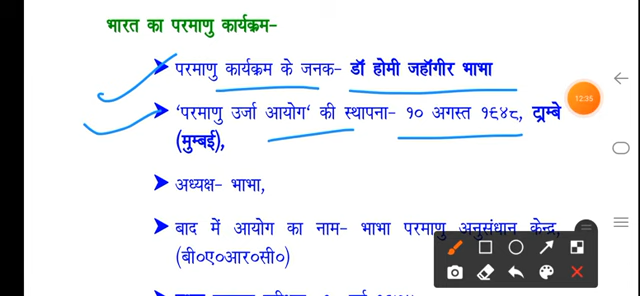 भारत का परमाणु कार्यक्रम-
➤ परमाणु कार्यक्रम के जनक- डॉ होमी जहॉगीर भाभा
➤ 'परमाणु उर्जा आयोग' की स्थापना- १० अगस्त १९४८, ट्राम्बे
(मुम्बई),
➤ अध्यक्ष- भाभा,
➤ बाद में आयोग का नाम- भाभा परमाणु अनुसंधान केन्द्र,
(बी०ए०आर०सी०)
12:35